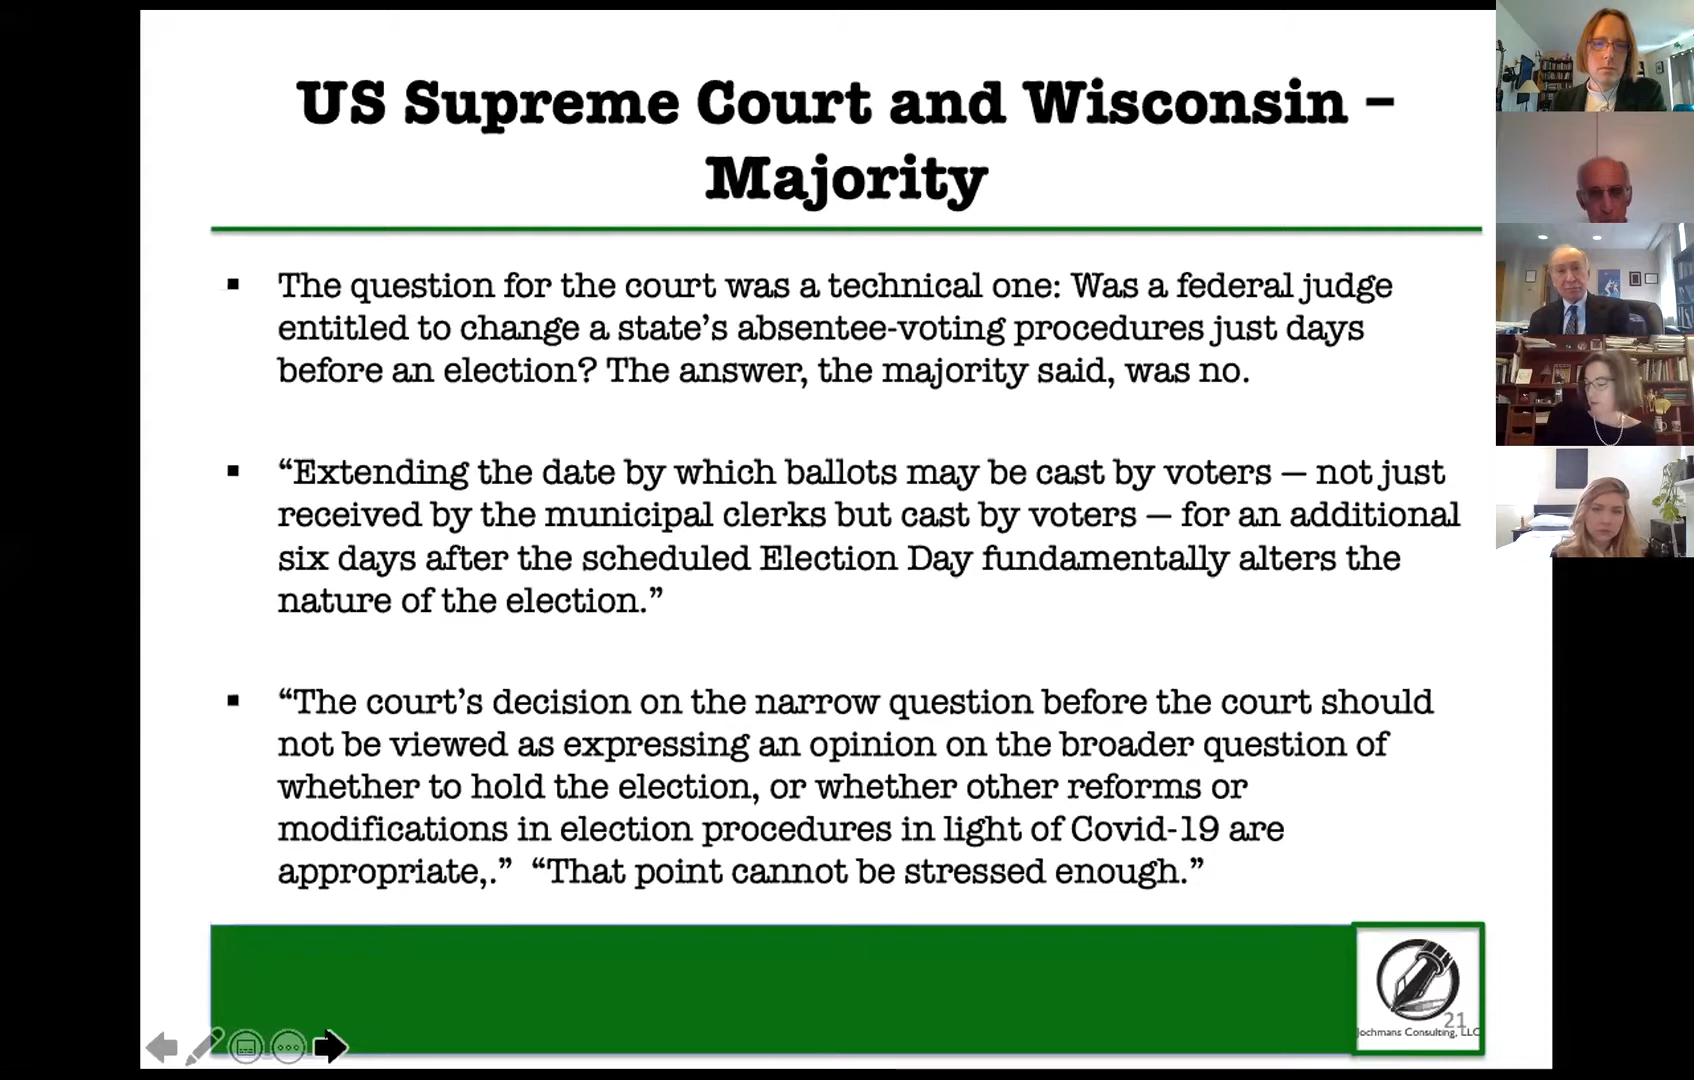 US Supreme Court and Wisconsin –
Majority
▪ The question for the court was a technical one: Was a federal judge
entitled to change a state’s absentee-voting procedures just days
before an election? The answer, the majority said, was no.
▪ “Extending the date by which ballots may be cast by voters — not just
received by the municipal clerks but cast by voters — for an additional
six days after the scheduled Election Day fundamentally alters the
nature of the election.”
▪ “The court’s decision on the narrow question before the court should
not be viewed as expressing an opinion on the broader question of
whether to hold the election, or whether other reforms or
modifications in election procedures in light of Covid-19 are
appropriate,.” “That point cannot be stressed enough.”
21
Jochmans Consulting, LLC